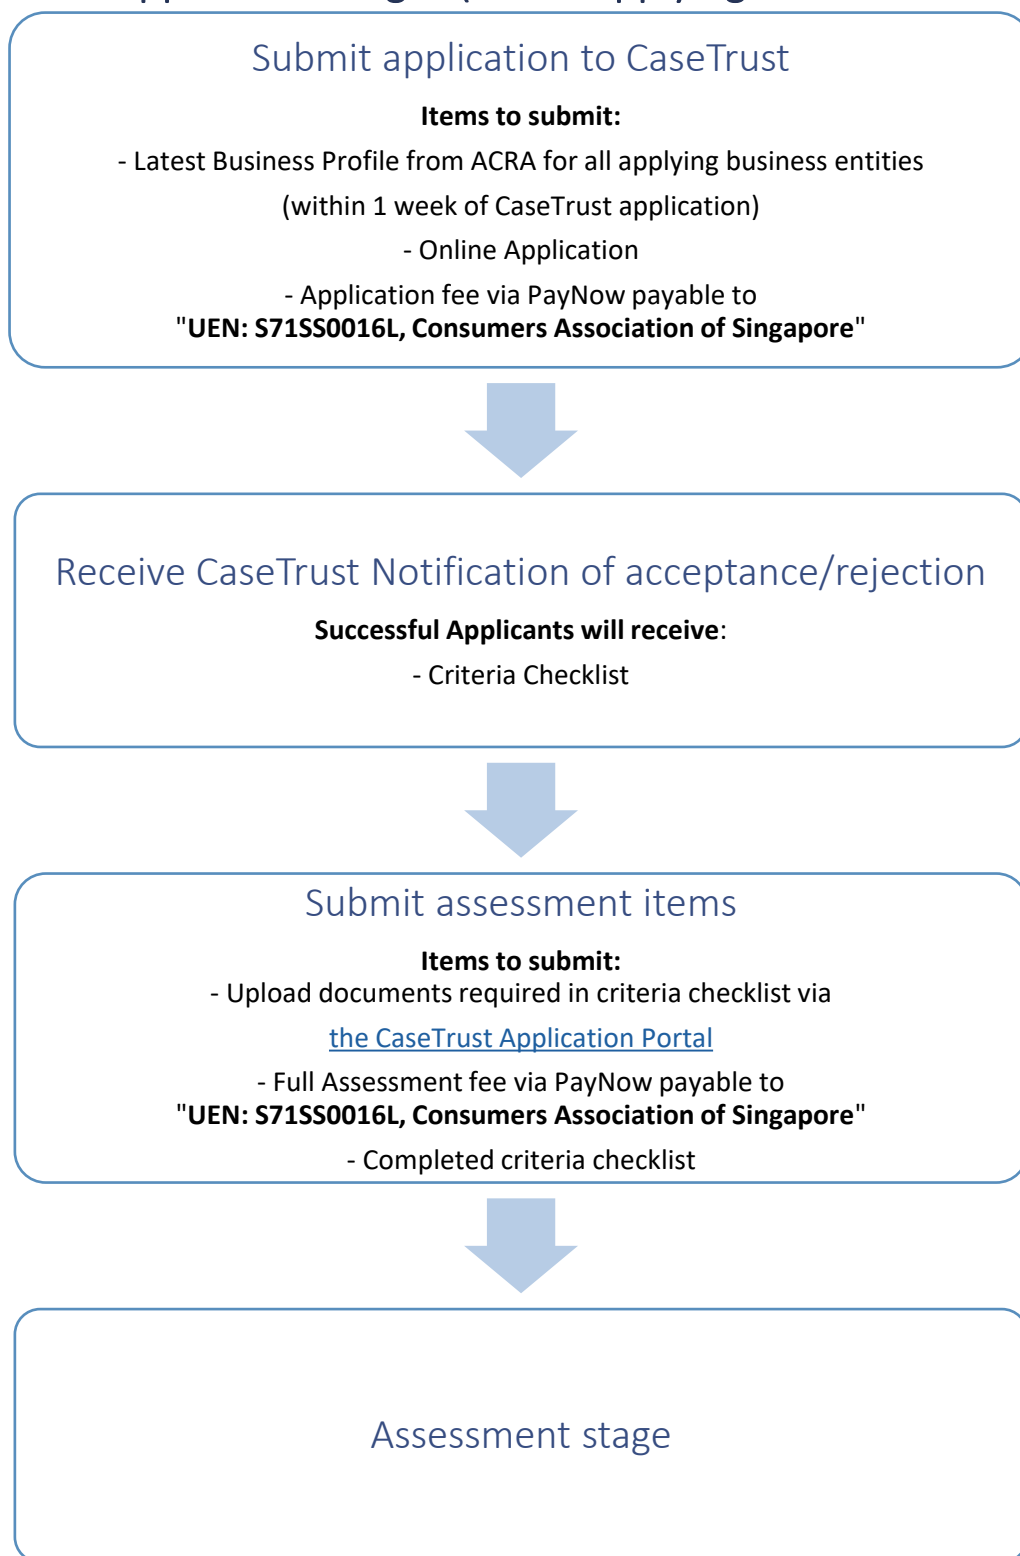 Submit application to CaseTrust
Items to submit:
- Latest Business Profile from ACRA for all applying business entities
(within 1 week of CaseTrust application)
- Online Application
- Application fee via PayNow payable to
"UEN: S71SS0016L, Consumers Association of Singapore"
Receive CaseTrust Notification of acceptance/rejection
Successful Applicants will receive:
- Criteria Checklist
Submit assessment items
Items to submit:
- Upload documents required in criteria checklist via
the CaseTrust Application Portal
- Full Assessment fee via PayNow payable to
"UEN: S71SS0016L, Consumers Association of Singapore"
- Completed criteria checklist
Assessment stage